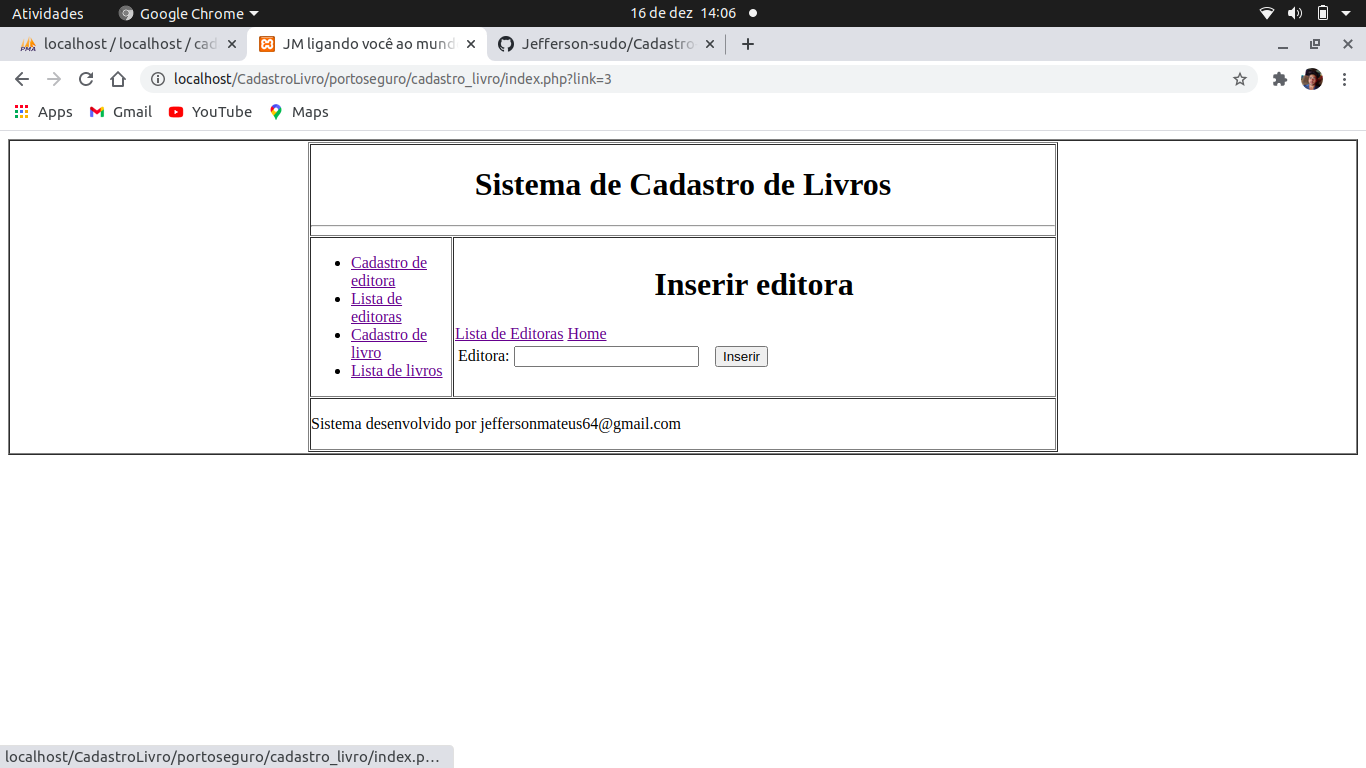 Atividades Google Chrome 16 de dez 14:06
localhost / localhost / cad JM ligando você ao mund Jefferson-sudo/Cadastro
localhost/CadastroLivro/portoseguro/cadastro_livro/index.php?link=3
Apps Gmail YouTube Maps
Sistema de Cadastro de Livros
Cadastro de
editora
Lista de
editoras
Cadastro de
livro
Lista de livros
Inserir editora
Lista de Editoras Home
Editora: Inserir
Sistema desenvolvido por jeffersonmateus64@gmail.com
localhost/CadastroLivro/portoseguro/cadastro_livro/index.p…